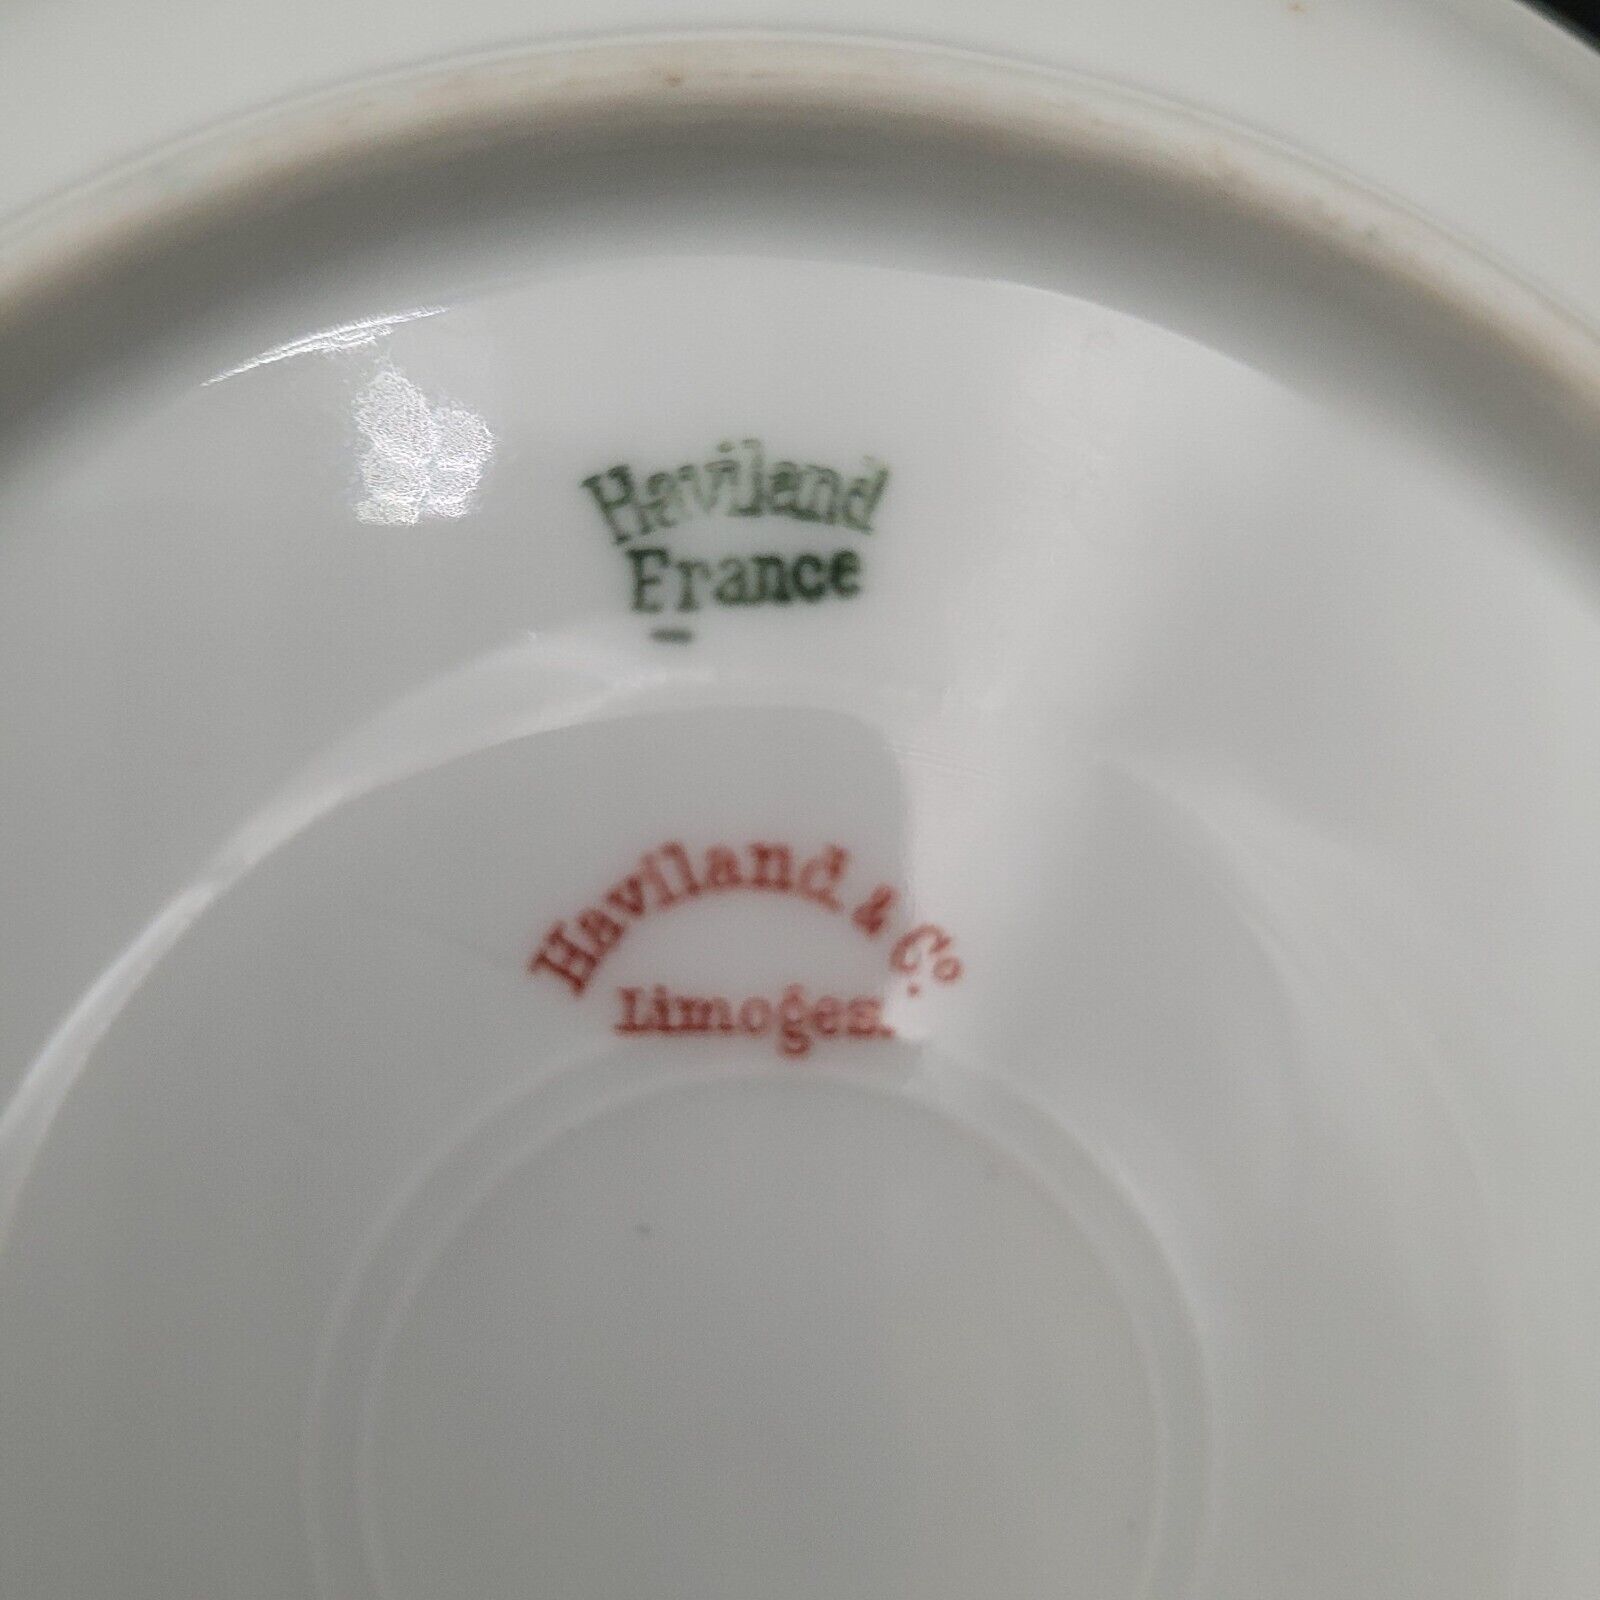 Haviland
France
Haviland & Co.
Limoges.